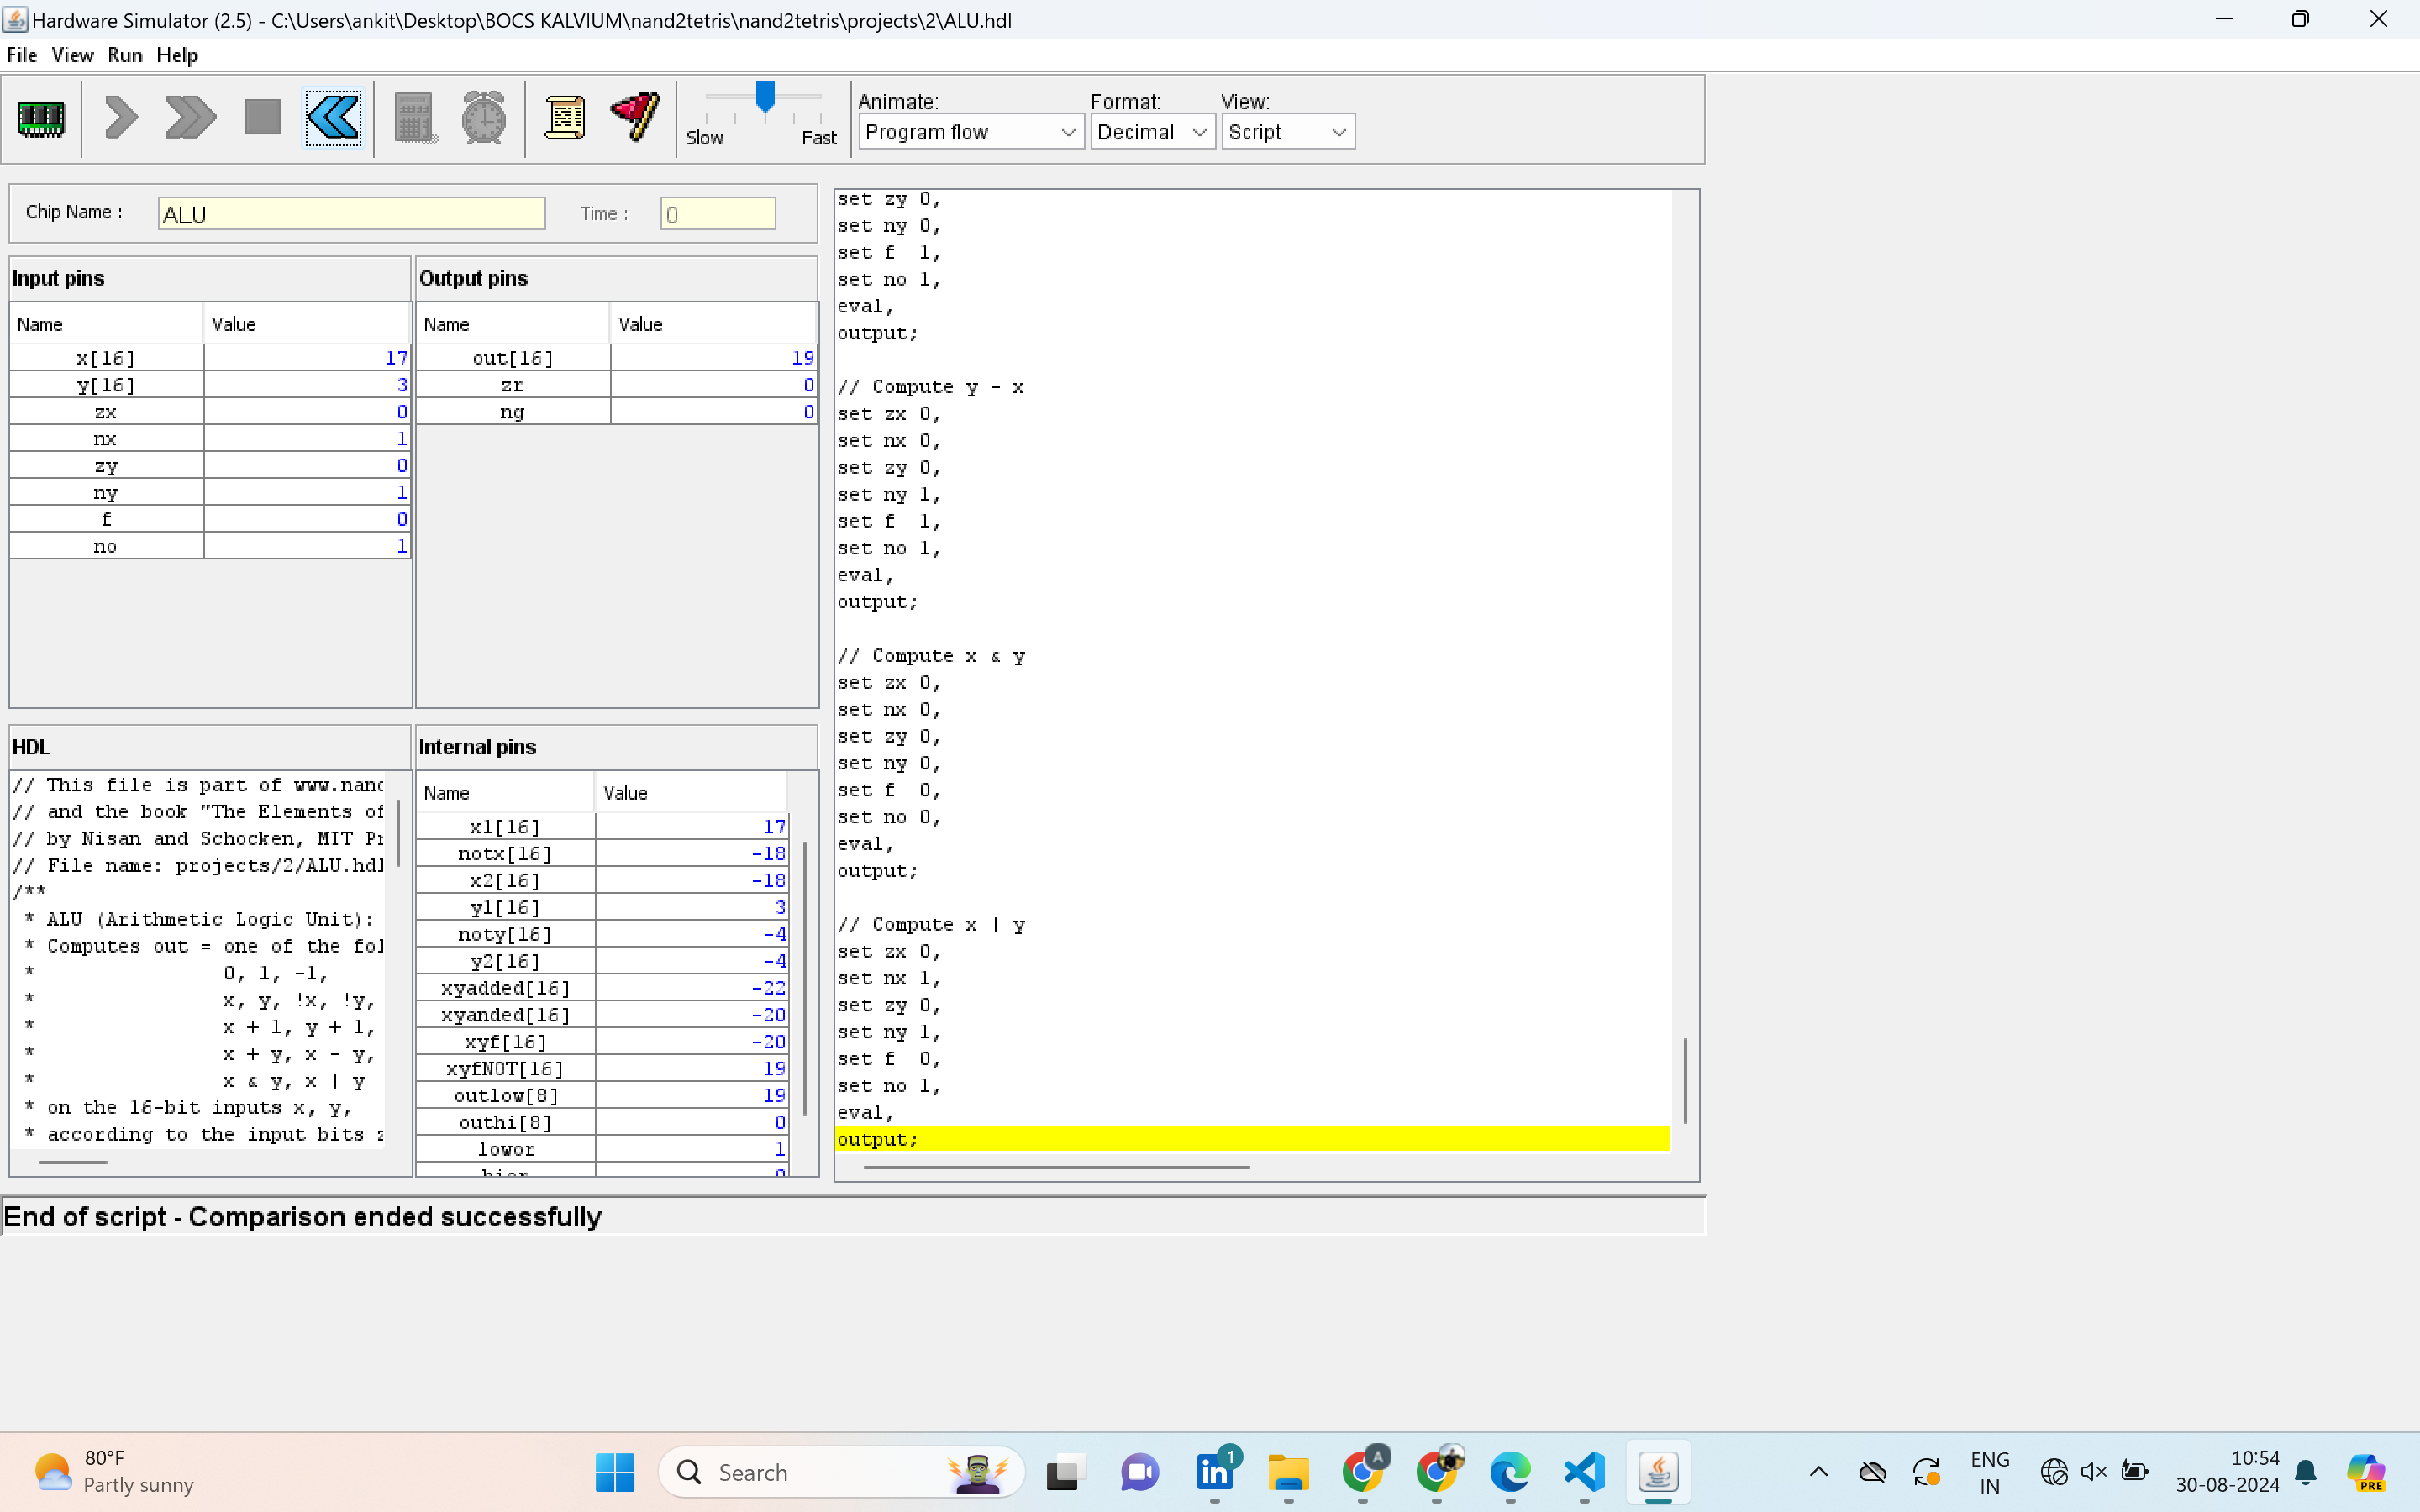 Hardware Simulator (2.5) - C:\Users\ankit\Desktop\BOCS KALVIUM\nand2tetris\nand2tetris\projects\2\ALU.hdl
File View Run Help
Slow Fast
Animate: Format: View:
Program flow Decimal Script
Chip Name : ALU Time : 0
Input pins
Name Value
x[16] 17
y[16] 3
zx 0
nx 1
zy 0
ny 1
f 0
no 1
Output pins
Name Value
out[16] 19
zr 0
ng 0
HDL
// This file is part of www.nand
// and the book "The Elements of
// by Nisan and Schocken, MIT Pr
// File name: projects/2/ALU.hdl
/**
* ALU (Arithmetic Logic Unit):
* Computes out = one of the fol
* 0, 1, -1,
* x, y, !x, !y,
* x + 1, y + 1,
* x + y, x - y,
* x & y, x | y
* on the 16-bit inputs x, y,
* according to the input bits z
Internal pins
Name Value
x1[16] 17
notx[16] -18
x2[16] -18
y1[16] 3
noty[16] -4
y2[16] -4
xyadded[16] -22
xyanded[16] -20
xyf[16] -20
xyfNOT[16] 19
outlow[8] 19
outhi[8] 0
lowor 1
set zy 0,
set ny 0,
set f 1,
set no 1,
eval,
output;
// Compute y - x
set zx 0,
set nx 0,
set zy 0,
set ny 1,
set f 1,
set no 1,
eval,
output;
// Compute x & y
set zx 0,
set nx 0,
set zy 0,
set ny 0,
set f 0,
set no 0,
eval,
output;
// Compute x | y
set zx 0,
set nx 1,
set zy 0,
set ny 1,
set f 0,
set no 1,
eval,
output;
End of script - Comparison ended successfully
80°F
Partly sunny
Search
1
A
ENG
IN
10:54
30-08-2024
PRE